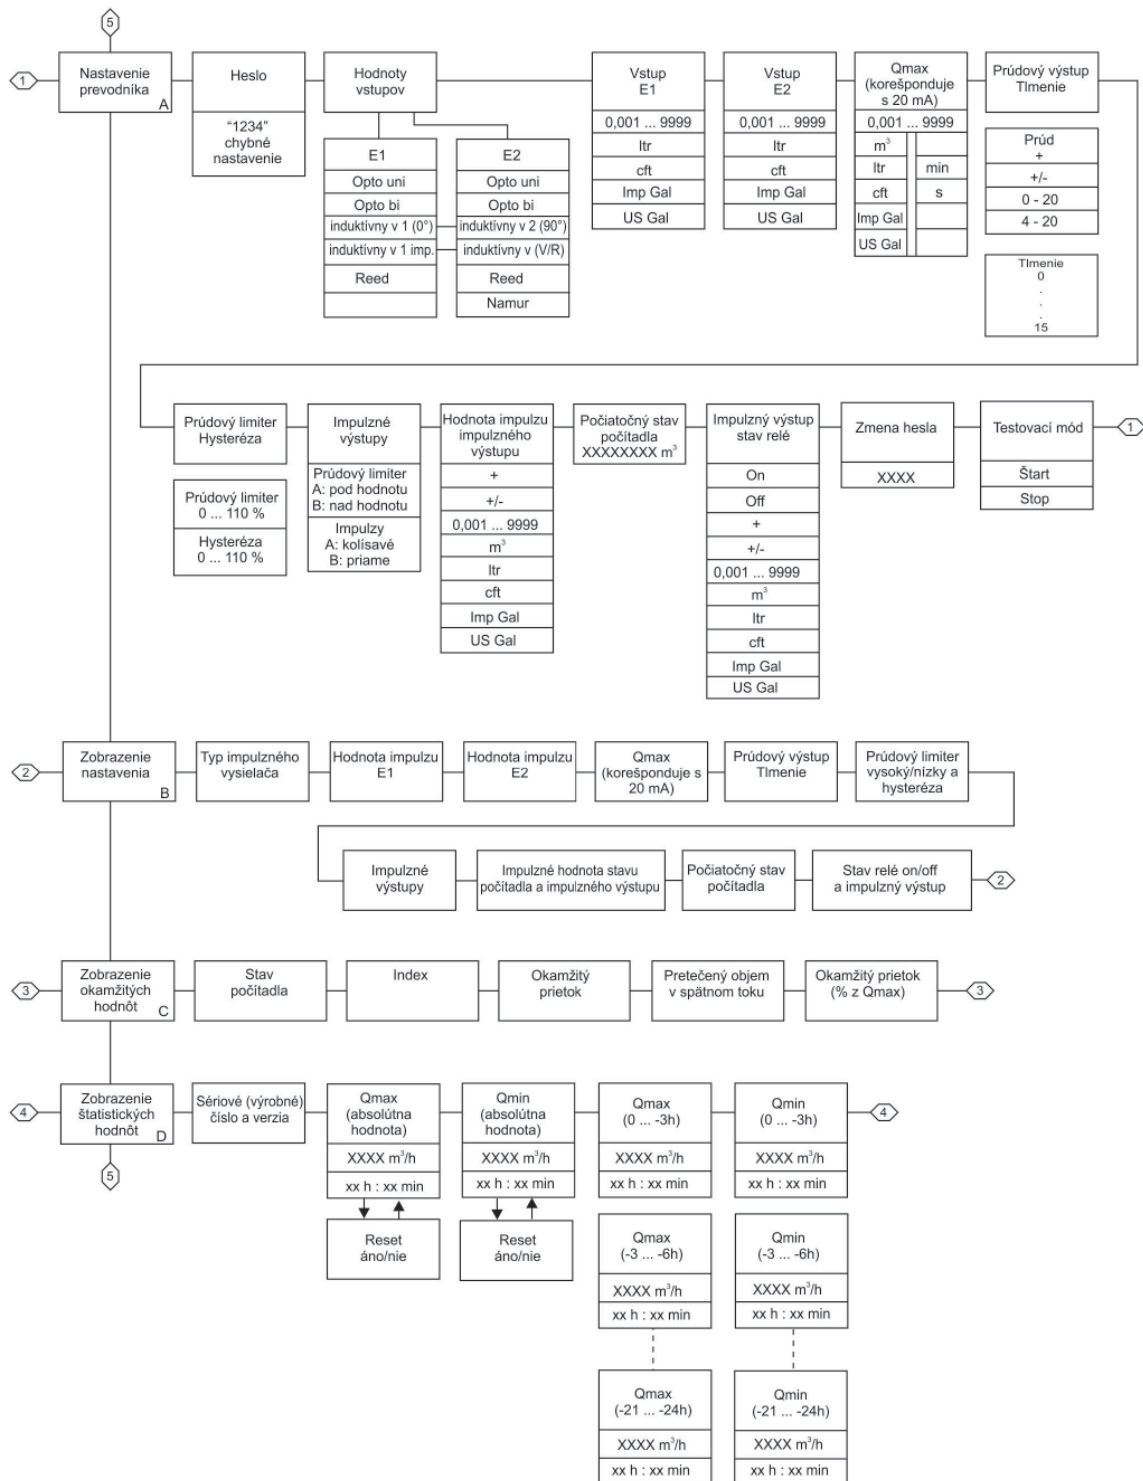 5
1
Nastavenie
prevodníka
A
Heslo
"1234"
chybné
nastavenie
Hodnoty
vstupov
E1
Opto uni
Opto bi
induktívny v 1 (0°)
induktívny v 1 imp.
Reed
E2
Opto uni
Opto bi
induktívny v 2 (90°)
induktívny v (V/R)
Reed
Namur
Vstup
E1
0,001 ... 9999
ltr
cft
Imp Gal
US Gal
Vstup
E2
0,001 ... 9999
ltr
cft
Imp Gal
US Gal
Qmax
(korešponduje
s 20 mA)
0,001 ... 9999
m³
ltr
min
cft
s
Imp Gal
US Gal
Prúdový výstup
Tlmenie
Prúd
+
+/-
0 - 20
4 - 20
Tlmenie
0
.
.
.
15
Prúdový limiter
Hysteréza
Prúdový limiter
0 ... 110 %
Hysteréza
0 ... 110 %
Impulzné
výstupy
Prúdový limiter
A: pod hodnotu
B: nad hodnotu
Impulzy
A: kolísavé
B: priame
Hodnota impulzu
impulzného
výstupu
+
+/-
0,001 ... 9999
m³
ltr
cft
Imp Gal
US Gal
Počiatočný stav
počítadla
XXXXXXXX m³
Impulzný výstup
stav relé
On
Off
+
+/-
0,001 ... 9999
m³
ltr
cft
Imp Gal
US Gal
Zmena hesla
XXXX
Testovací mód
Štart
Stop
1
2
Zobrazenie
nastavenia
B
Typ impulzného
vysielača
Hodnota impulzu
E1
Hodnota impulzu
E2
Qmax
(korešponduje s
20 mA)
Prúdový výstup
Tlmenie
Prúdový limiter
vysoký/nízky a
hysteréza
Impulzné
výstupy
Impulzné hodnota stavu
počítadla a impulzného výstupu
Počiatočný stav
počítadla
Stav relé on/off
a impulzný výstup
2
3
Zobrazenie
okamžitých
hodnôt
C
Stav
počítadla
Index
Okamžitý
prietok
Pretečený objem
v spätnom toku
Okamžitý prietok
(% z Qmax)
3
4
Zobrazenie
štatistických
hodnôt
D
5
Sériové (výrobné)
číslo a verzia
Qmax
(absolútna
hodnota)
XXXX m³/h
xx h : xx min
Reset
áno/nie
Qmin
(absolútna
hodnota)
XXXX m³/h
xx h : xx min
Reset
áno/nie
Qmax
(0 ... -3h)
XXXX m³/h
xx h : xx min
Qmin
(0 ... -3h)
XXXX m³/h
xx h : xx min
4
Qmax
(-3 ... -6h)
XXXX m³/h
xx h : xx min
Qmin
(-3 ... -6h)
XXXX m³/h
xx h : xx min
Qmax
(-21 ... -24h)
XXXX m³/h
xx h : xx min
Qmin
(-21 ... -24h)
XXXX m³/h
xx h : xx min